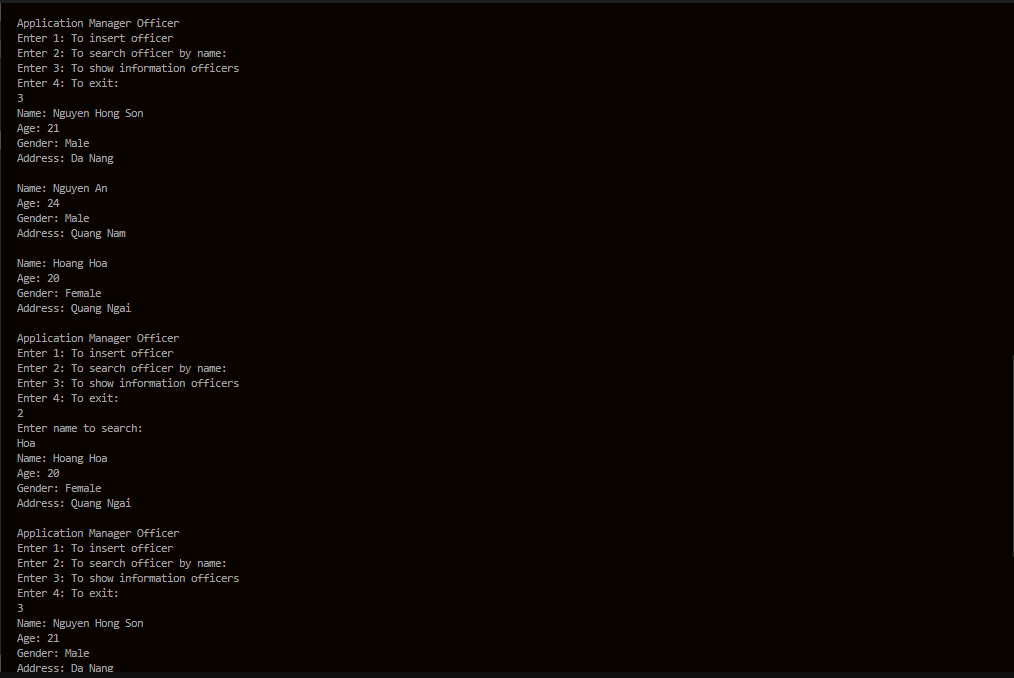 Application Manager Officer
Enter 1: To insert officer
Enter 2: To search officer by name:
Enter 3: To show information officers
Enter 4: To exit:
3
Name: Nguyen Hong Son
Age: 21
Gender: Male
Address: Da Nang

Name: Nguyen An
Age: 24
Gender: Male
Address: Quang Nam

Name: Hoang Hoa
Age: 20
Gender: Female
Address: Quang Ngai

Application Manager Officer
Enter 1: To insert officer
Enter 2: To search officer by name:
Enter 3: To show information officers
Enter 4: To exit:
2
Enter name to search:
Hoa
Name: Hoang Hoa
Age: 20
Gender: Female
Address: Quang Ngai

Application Manager Officer
Enter 1: To insert officer
Enter 2: To search officer by name:
Enter 3: To show information officers
Enter 4: To exit:
3
Name: Nguyen Hong Son
Age: 21
Gender: Male
Address: Da Nang